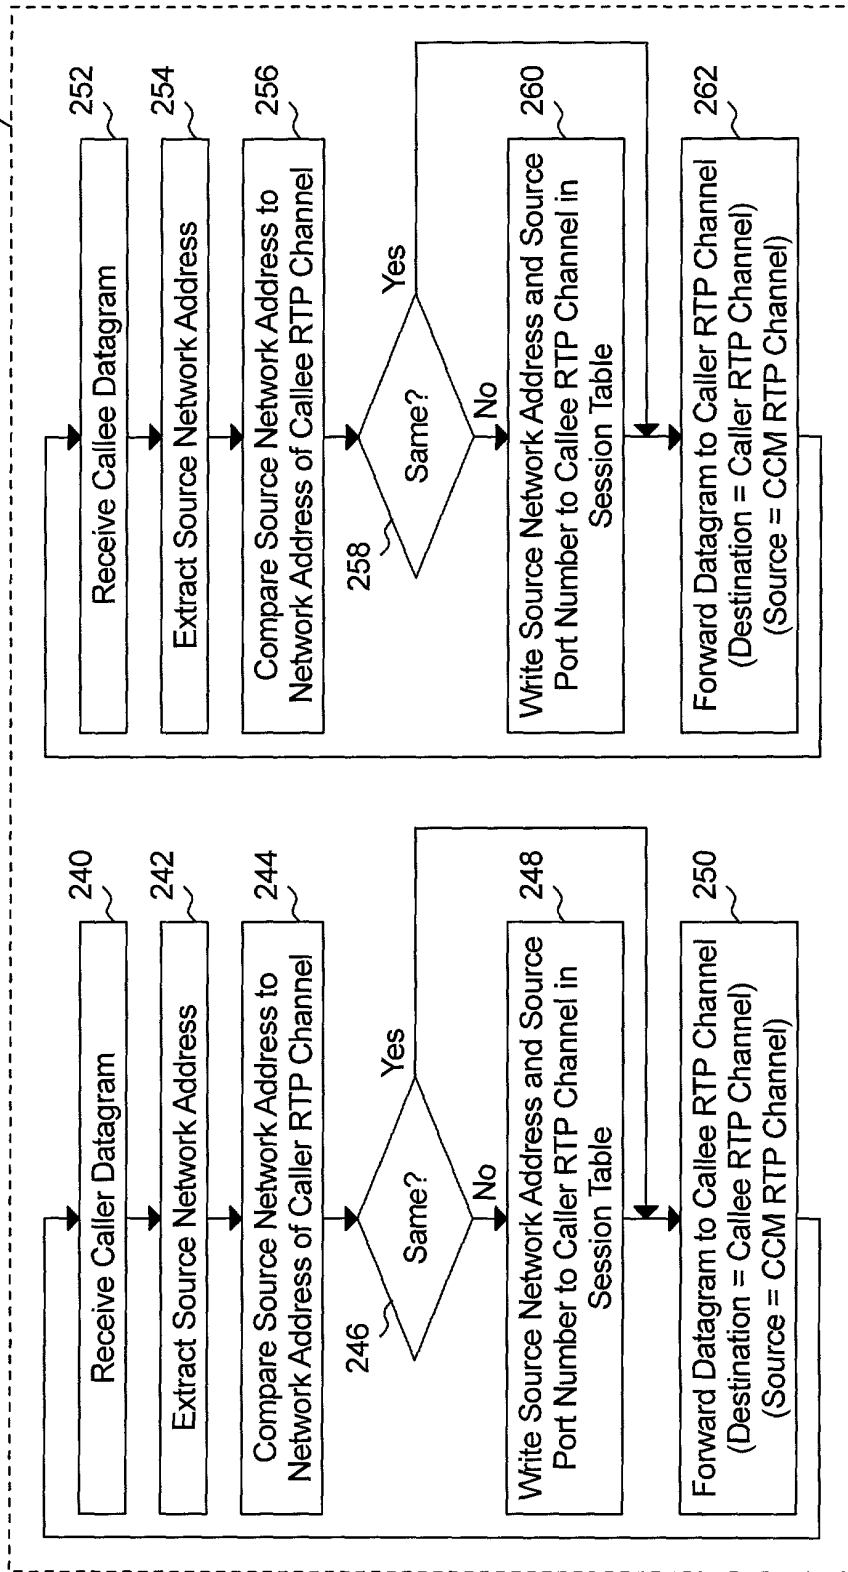 240
Receive Caller Datagram
242
Extract Source Network Address
244
Compare Source Network Address to
Network Address of Caller RTP Channel
246
Same?
Yes
No
248
Write Source Network Address and Source
Port Number to Caller RTP Channel in
Session Table
250
Forward Datagram to Callee RTP Channel
(Destination = Callee RTP Channel)
(Source = CCM RTP Channel)
252
Receive Callee Datagram
254
Extract Source Network Address
256
Compare Source Network Address to
Network Address of Callee RTP Channel
258
Same?
Yes
No
260
Write Source Network Address and Source
Port Number to Callee RTP Channel in
Session Table
262
Forward Datagram to Caller RTP Channel
(Destination = Caller RTP Channel)
(Source = CCM RTP Channel)